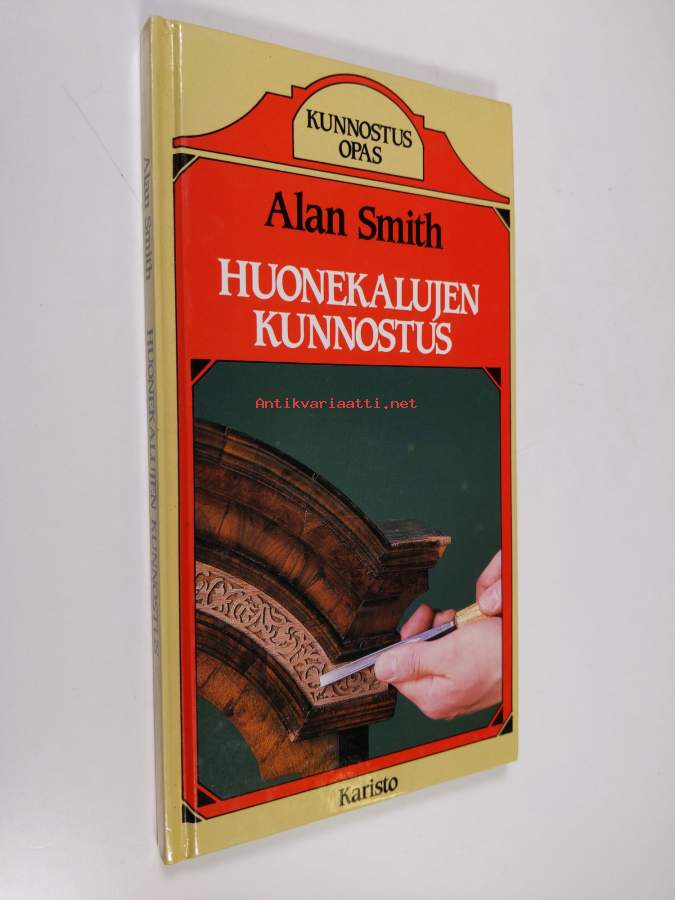 KUNNOSTUS
OPAS
Alan Smith
HUONEKALUJEN
KUNNOSTUS
Antikvariaatti.net
Karisto
Alan Smith HUONEKALUJEN KUNNOSTUS